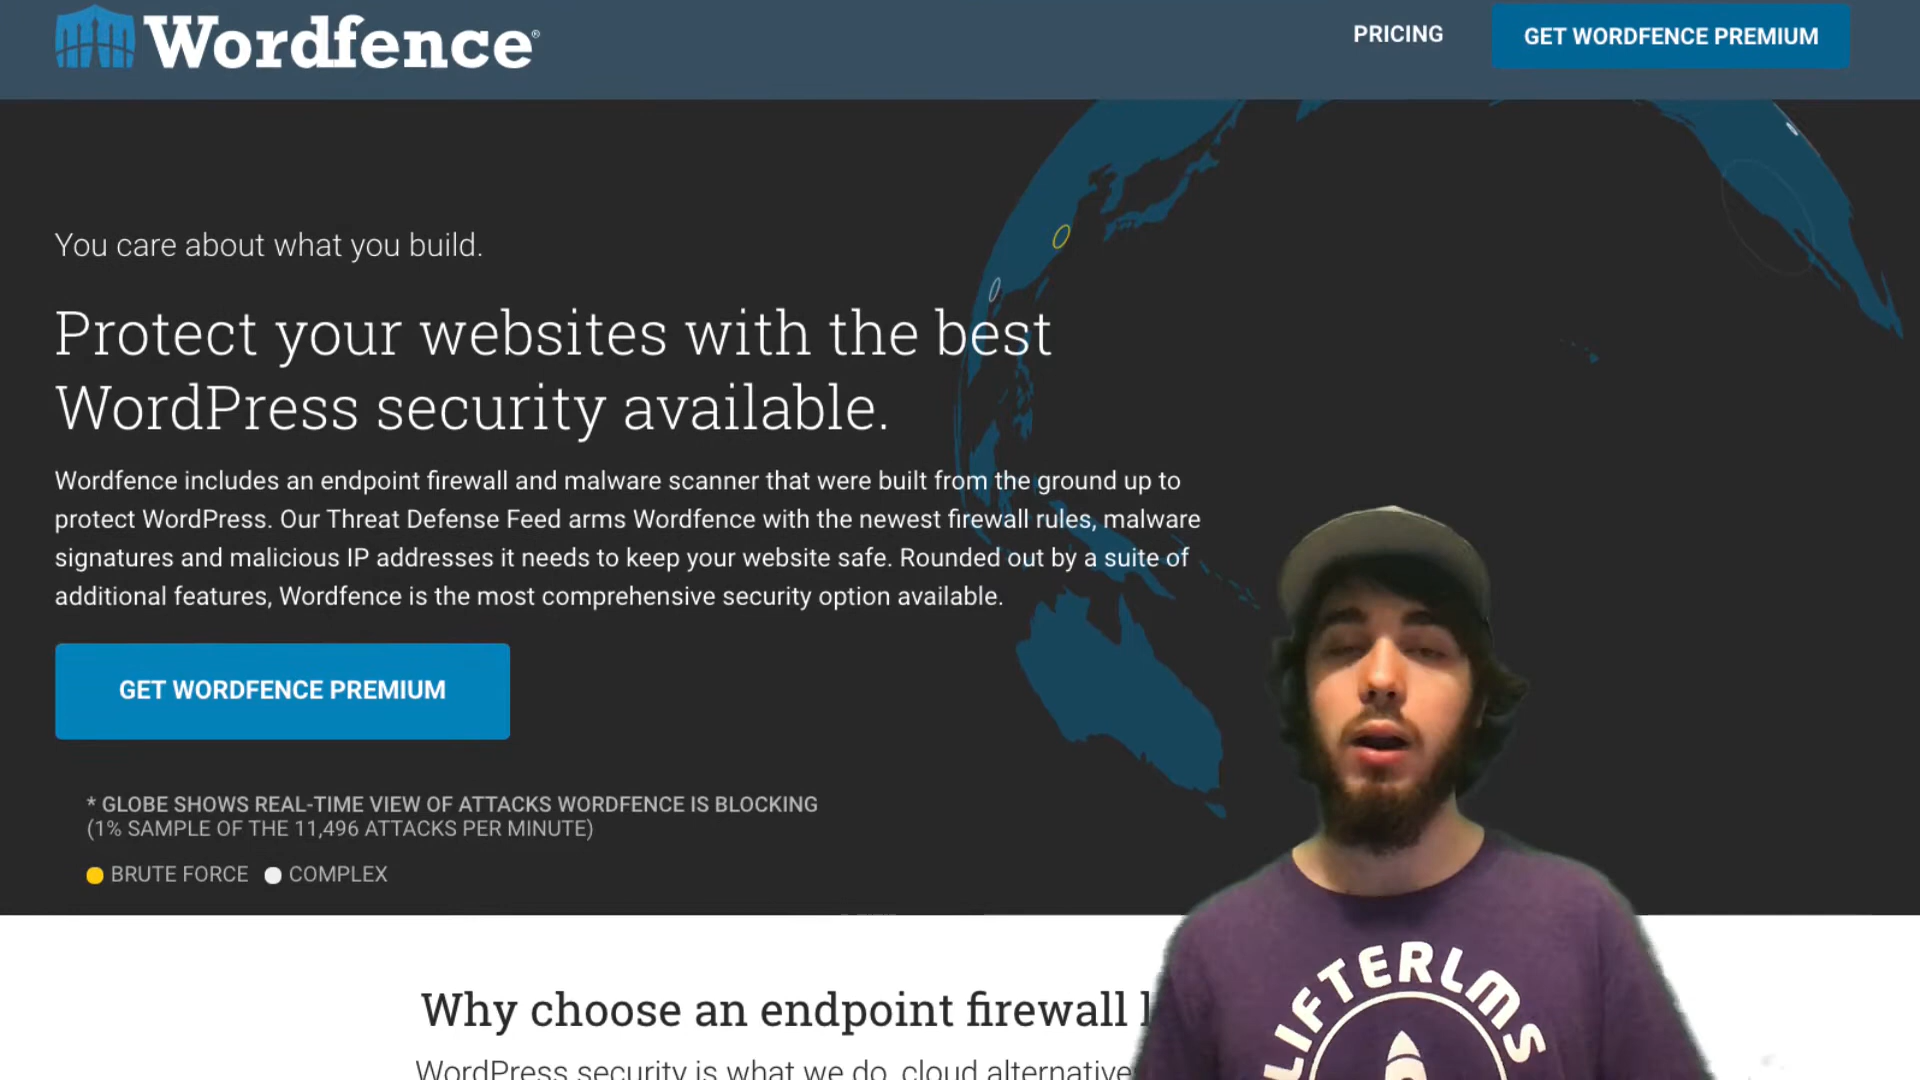 Wordfence®
PRICING
GET WORDFENCE PREMIUM
You care about what you build.
Protect your websites with the best
WordPress security available.
Wordfence includes an endpoint firewall and malware scanner that were built from the ground up to
protect WordPress. Our Threat Defense Feed arms Wordfence with the newest firewall rules, malware
signatures and malicious IP addresses it needs to keep your website safe. Rounded out by a suite of
additional features, Wordfence is the most comprehensive security option available.
GET WORDFENCE PREMIUM
* GLOBE SHOWS REAL-TIME VIEW OF ATTACKS WORDFENCE IS BLOCKING
(1% SAMPLE OF THE 11,496 ATTACKS PER MINUTE)
BRUTE FORCE COMPLEX
Why choose an endpoint firewall
WordPress security is what we do, cloud alternative
LIFTERLMS